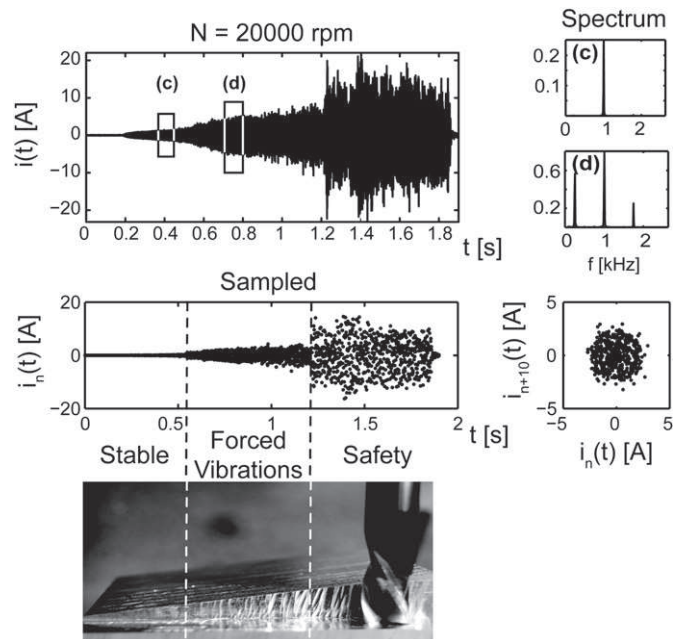 N = 20000 rpm
Spectrum
20
10
0
−10
−20
i(t) [A]
(c)
(d)
0 0.2 0.4 0.6 0.8 1 1.2 1.4 1.6 1.8
t [s]
(c)
0.2
0.1
0 1 2
(d)
0.8
0.4
0 1 2
f [kHz]
Sampled
20
0
−20
i_n(t) [A]
0 0.5 1 1.5 2
t [s]
5
0
−5
i_n+10(t) [A]
−5 0 5
i_n(t) [A]
Stable
Forced
Vibrations
Safety